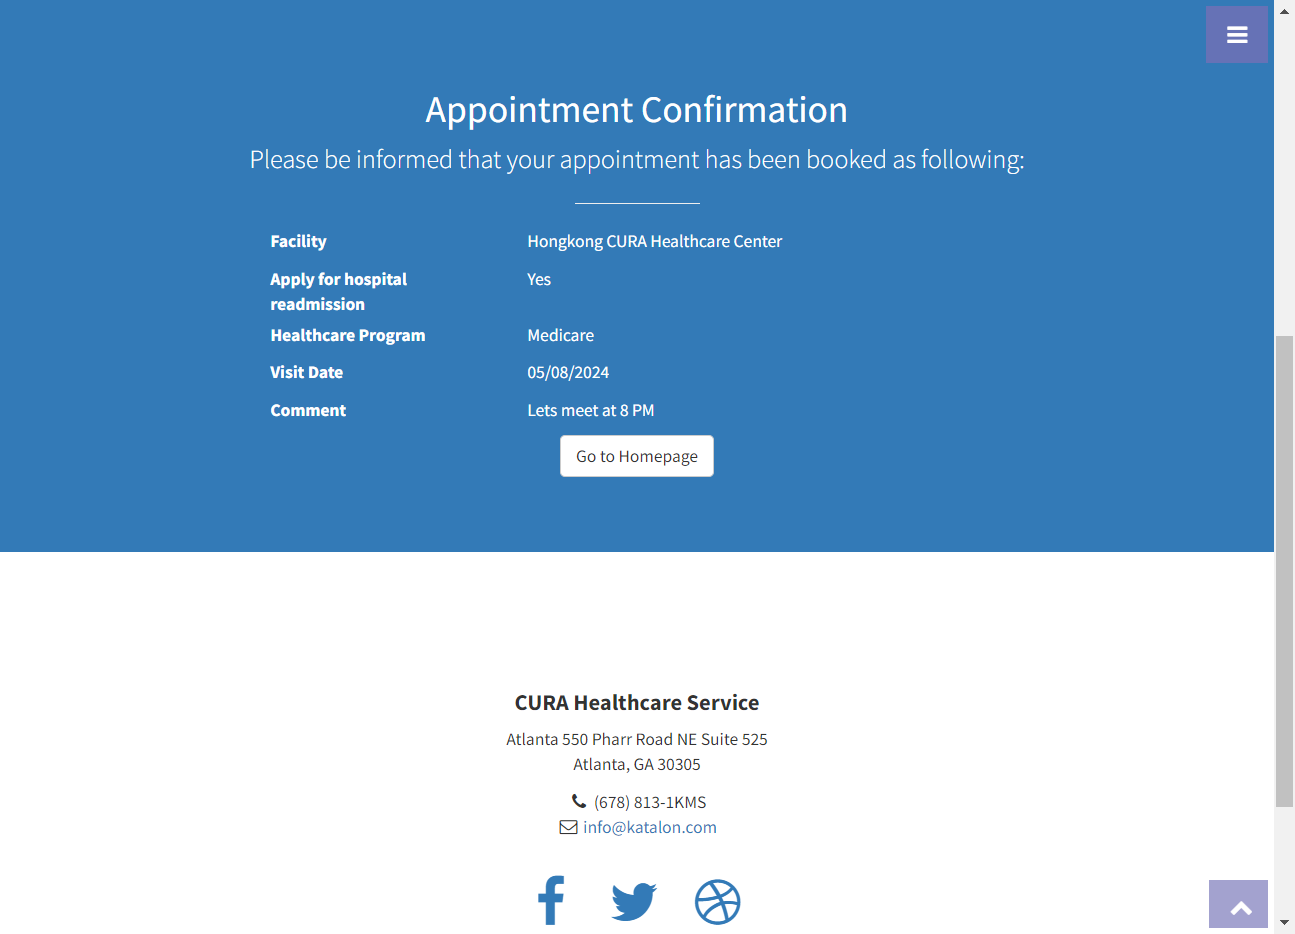 Appointment Confirmation
Please be informed that your appointment has been booked as following:
Facility Hongkong CURA Healthcare Center
Apply for hospital Yes
readmission
Healthcare Program Medicare
Visit Date 05/08/2024
Comment Lets meet at 8 PM
Go to Homepage
CURA Healthcare Service
Atlanta 550 Pharr Road NE Suite 525
Atlanta, GA 30305
(678) 813-1KMS
info@katalon.com